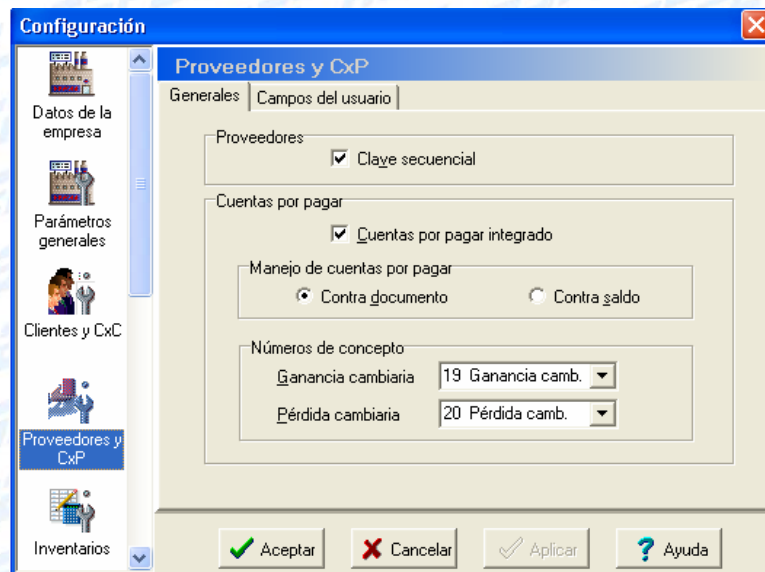 Configuración
Datos de la
empresa
Parámetros
generales
Clientes y CxC
Proveedores y
CxP
Inventarios
Proveedores y CxP
Generales
Campos del usuario
Proveedores
Clave secuencial
Cuentas por pagar
Cuentas por pagar integrado
Manejo de cuentas por pagar
Contra documento
Contra saldo
Números de concepto
Ganancia cambiaria
19 Ganancia camb.
Pérdida cambiaria
20 Pérdida camb.
Aceptar
Cancelar
Aplicar
Ayuda